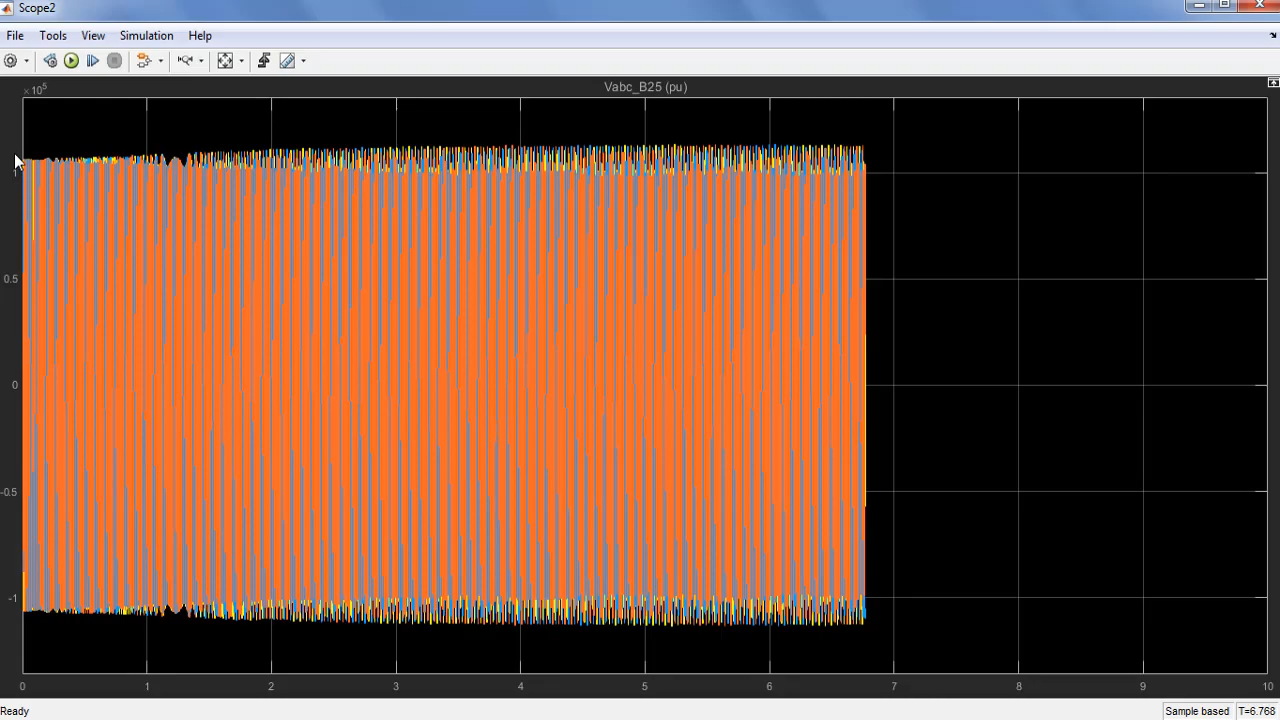 Scope2
File Tools View Simulation Help
×10⁵
Vabc_B25 (pu)
1
0.5
0
-0.5
-1
0 1 2 3 4 5 6 7 8 9 10
Ready
Sample based T=6.768